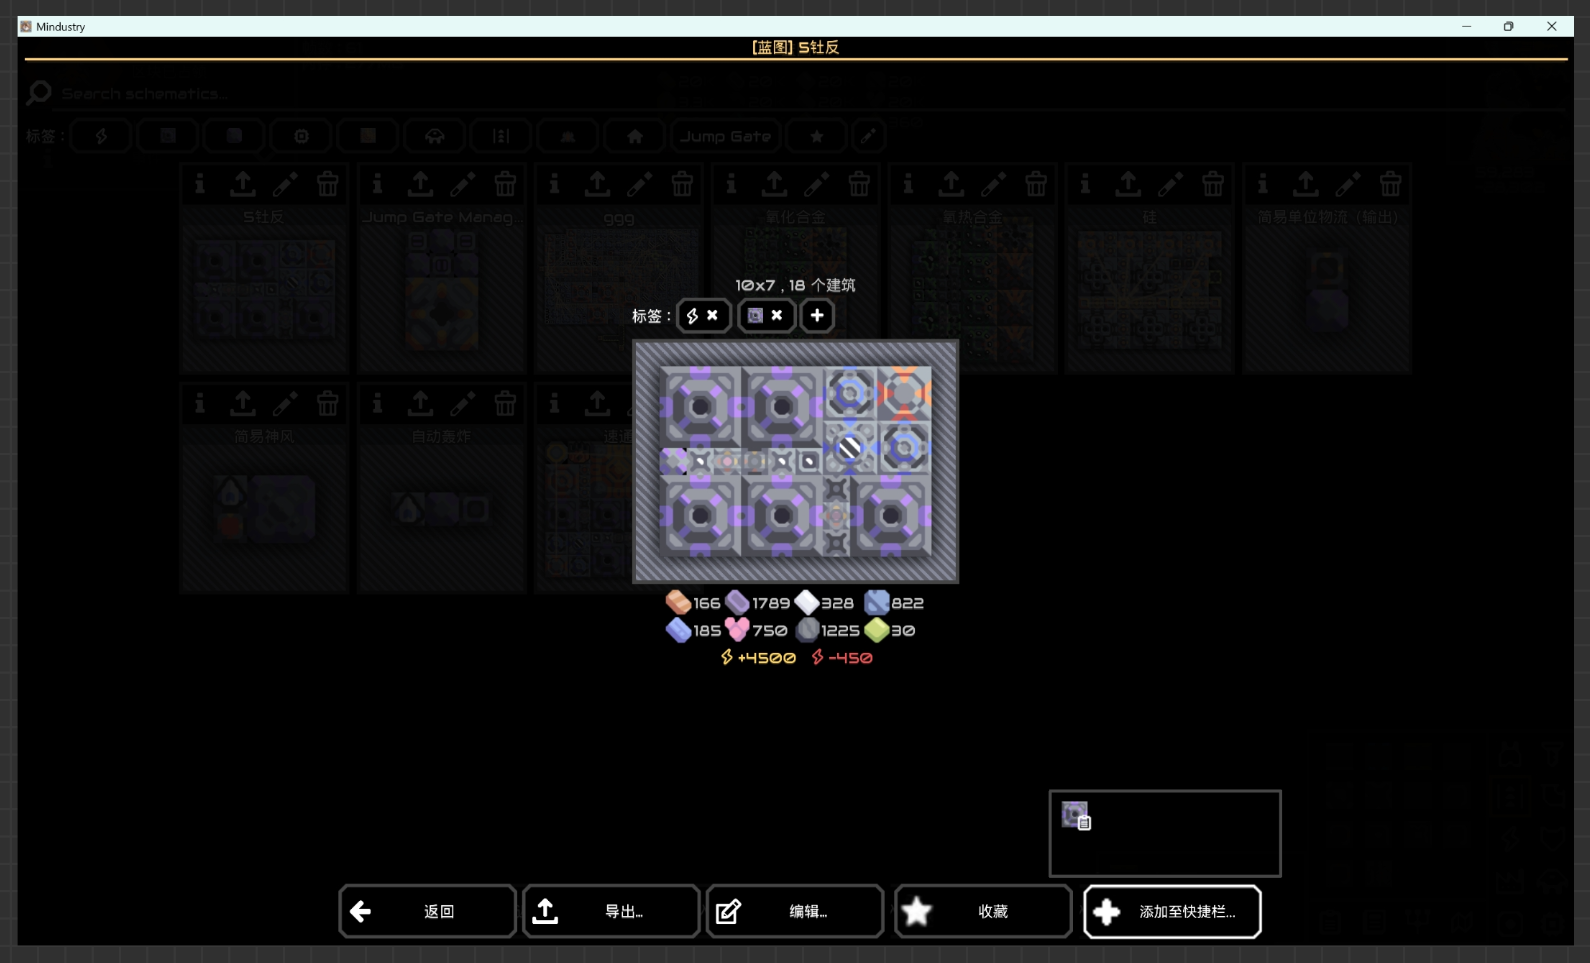 Mindustry
[蓝图] 5钍反
Search schematics...
标签：
Jump Gate
5钍反
Jump Gate Manag...
ggg
氧化合金
氧热合金
硅
简易单位物流（输出）
10x7 , 18 个建筑
标签：
简易神风
自动轰炸
速通
166 1789 328 822
185 750 1225 30
+4500 -450
返回
导出...
编辑...
收藏
添加至快捷栏...